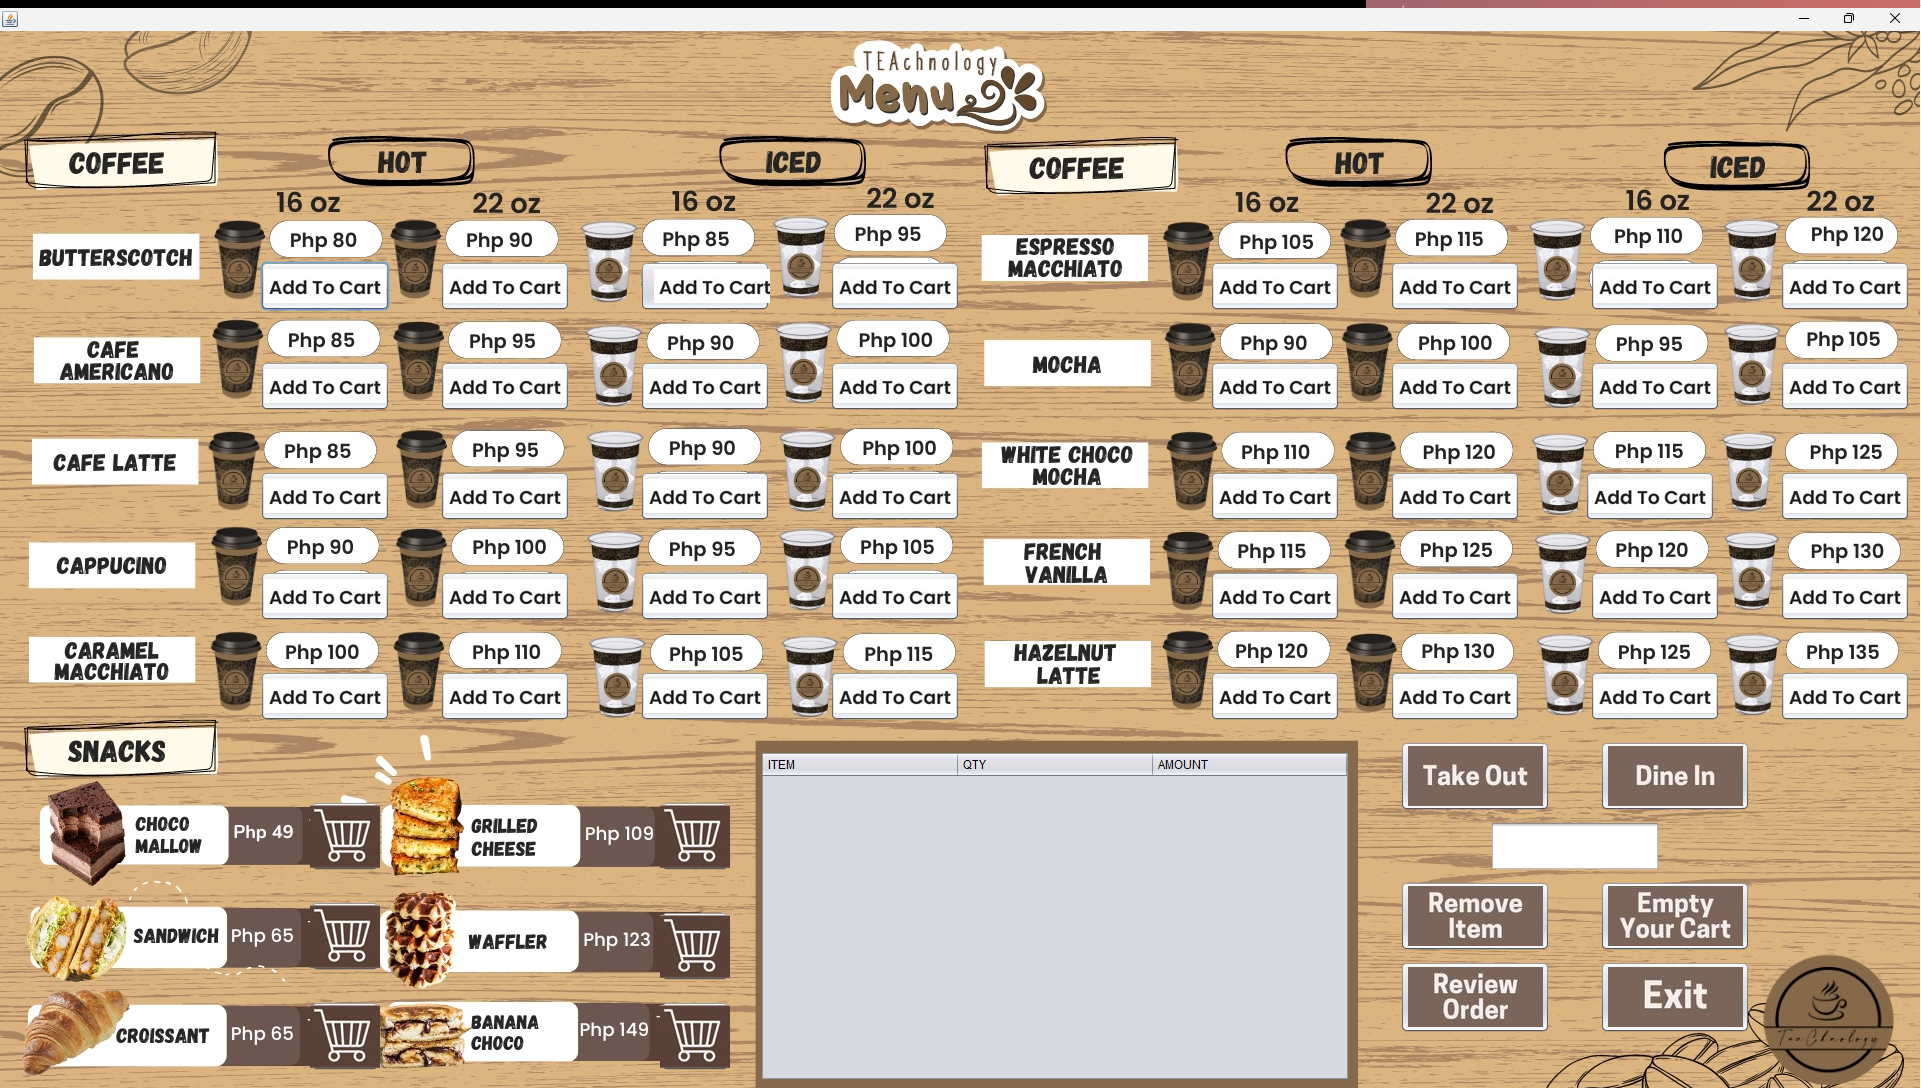 TEAchnology
Menu
COFFEE
HOT
ICED
16 oz
22 oz
16 oz
22 oz
BUTTERSCOTCH
Php 80
Php 90
Php 85
Php 95
Add To Cart
Add To Cart
Add To Cart
Add To Cart
CAFE
AMERICANO
Php 85
Php 95
Php 90
Php 100
Add To Cart
Add To Cart
Add To Cart
Add To Cart
CAFE LATTE
Php 85
Php 95
Php 90
Php 100
Add To Cart
Add To Cart
Add To Cart
Add To Cart
CAPPUCINO
Php 90
Php 100
Php 95
Php 105
Add To Cart
Add To Cart
Add To Cart
Add To Cart
CARAMEL
MACCHIATO
Php 100
Php 110
Php 105
Php 115
Add To Cart
Add To Cart
Add To Cart
Add To Cart
COFFEE
HOT
ICED
16 oz
22 oz
16 oz
22 oz
ESPRESSO
MACCHIATO
Php 105
Php 115
Php 110
Php 120
Add To Cart
Add To Cart
Add To Cart
Add To Cart
MOCHA
Php 90
Php 100
Php 95
Php 105
Add To Cart
Add To Cart
Add To Cart
Add To Cart
WHITE CHOCO
MOCHA
Php 110
Php 120
Php 115
Php 125
Add To Cart
Add To Cart
Add To Cart
Add To Cart
FRENCH
VANILLA
Php 115
Php 125
Php 120
Php 130
Add To Cart
Add To Cart
Add To Cart
Add To Cart
HAZELNUT
LATTE
Php 120
Php 130
Php 125
Php 135
Add To Cart
Add To Cart
Add To Cart
Add To Cart
SNACKS
CHOCO
MALLOW
Php 49
GRILLED
CHEESE
Php 109
SANDWICH
Php 65
WAFFLER
Php 123
CROISSANT
Php 65
BANANA
CHOCO
Php 149
ITEM
QTY
AMOUNT
Take Out
Dine In
Remove
Item
Empty
Your Cart
Review
Order
Exit
TeaChnology